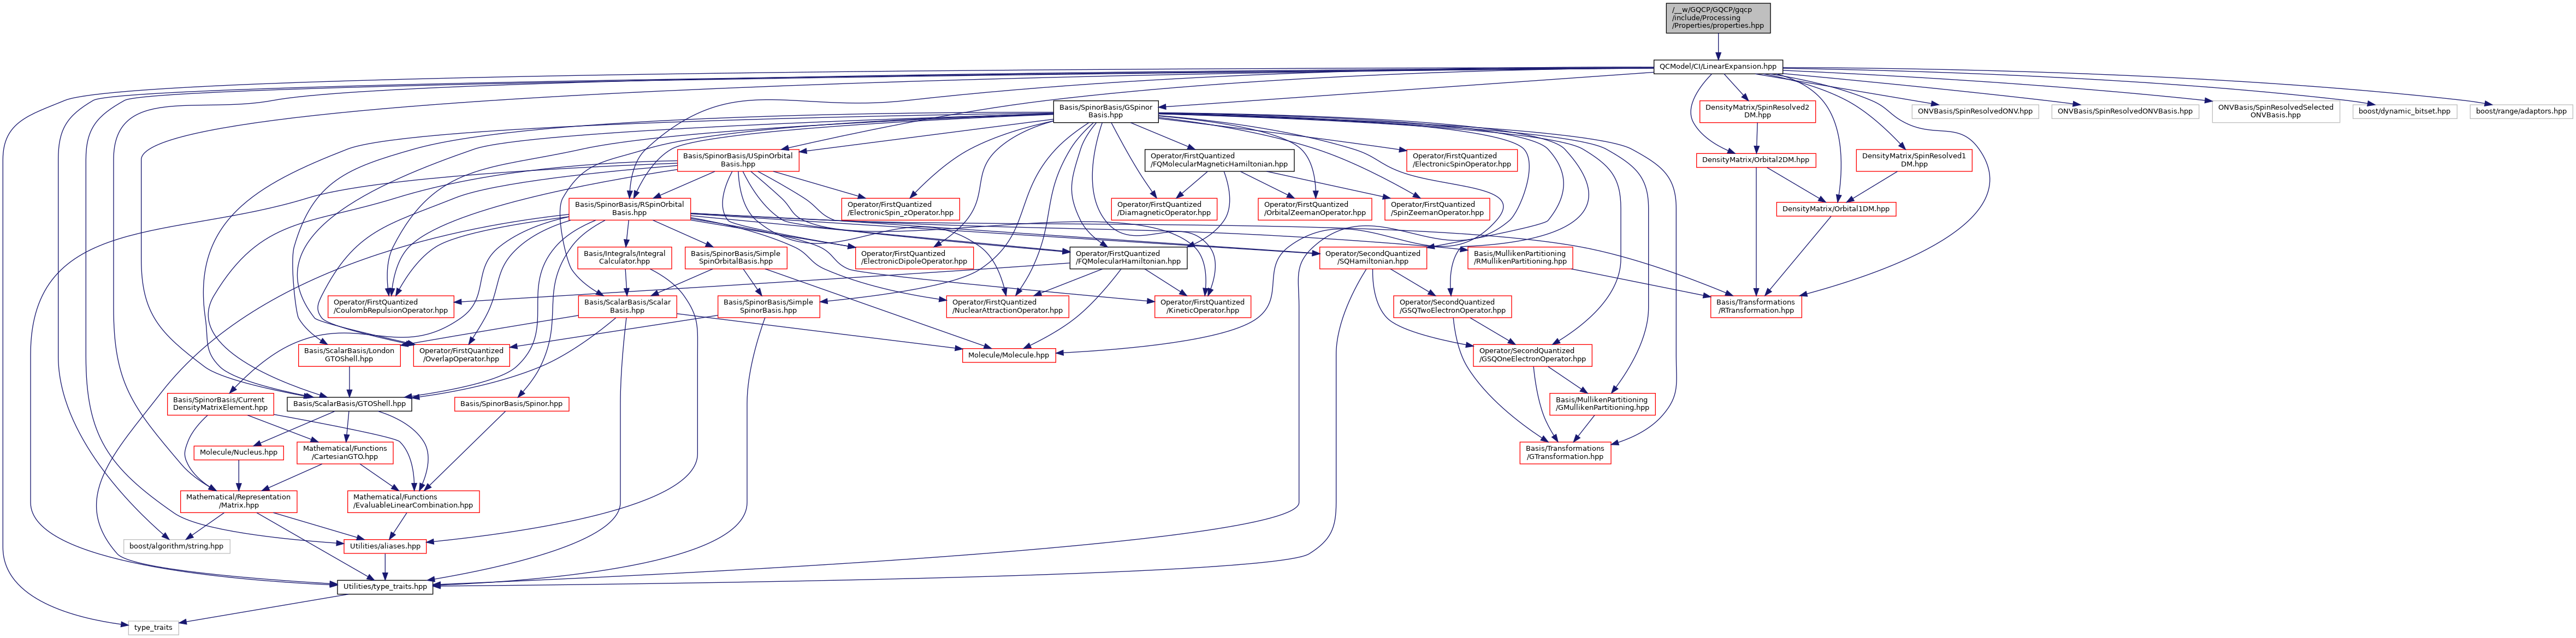 /__w/GQCP/GQCP/gqcp
/include/Processing
/Properties/properties.hpp
QCModel/CI/LinearExpansion.hpp
Basis/SpinorBasis/GSpinor
Basis.hpp
DensityMatrix/SpinResolved2
DM.hpp
ONVBasis/SpinResolvedONV.hpp
ONVBasis/SpinResolvedONVBasis.hpp
ONVBasis/SpinResolvedSelected
ONVBasis.hpp
boost/dynamic_bitset.hpp
boost/range/adaptors.hpp
Basis/SpinorBasis/USpinOrbital
Basis.hpp
Operator/FirstQuantized
/FQMolecularMagneticHamiltonian.hpp
Operator/FirstQuantized
/ElectronicSpinOperator.hpp
DensityMatrix/Orbital2DM.hpp
DensityMatrix/SpinResolved1
DM.hpp
Basis/SpinorBasis/RSpinOrbital
Basis.hpp
Operator/FirstQuantized
/ElectronicSpin_zOperator.hpp
Operator/FirstQuantized
/DiamagneticOperator.hpp
Operator/FirstQuantized
/OrbitalZeemanOperator.hpp
Operator/FirstQuantized
/SpinZeemanOperator.hpp
DensityMatrix/Orbital1DM.hpp
Basis/Integrals/Integral
Calculator.hpp
Basis/SpinorBasis/Simple
SpinOrbitalBasis.hpp
Operator/FirstQuantized
/ElectronicDipoleOperator.hpp
Operator/FirstQuantized
/FQMolecularHamiltonian.hpp
Operator/SecondQuantized
/SQHamiltonian.hpp
Basis/MullikenPartitioning
/RMullikenPartitioning.hpp
Operator/FirstQuantized
/CoulombRepulsionOperator.hpp
Basis/ScalarBasis/Scalar
Basis.hpp
Basis/SpinorBasis/Simple
SpinorBasis.hpp
Operator/FirstQuantized
/NuclearAttractionOperator.hpp
Operator/FirstQuantized
/KineticOperator.hpp
Operator/SecondQuantized
/GSQTwoElectronOperator.hpp
Basis/Transformations
/RTransformation.hpp
Basis/ScalarBasis/London
GTOShell.hpp
Operator/FirstQuantized
/OverlapOperator.hpp
Molecule/Molecule.hpp
Operator/SecondQuantized
/GSQOneElectronOperator.hpp
Basis/SpinorBasis/Current
DensityMatrixElement.hpp
Basis/ScalarBasis/GTOShell.hpp
Basis/SpinorBasis/Spinor.hpp
Basis/MullikenPartitioning
/GMullikenPartitioning.hpp
Molecule/Nucleus.hpp
Mathematical/Functions
/CartesianGTO.hpp
Basis/Transformations
/GTransformation.hpp
Mathematical/Representation
/Matrix.hpp
Mathematical/Functions
/EvaluableLinearCombination.hpp
boost/algorithm/string.hpp
Utilities/aliases.hpp
Utilities/type_traits.hpp
type_traits